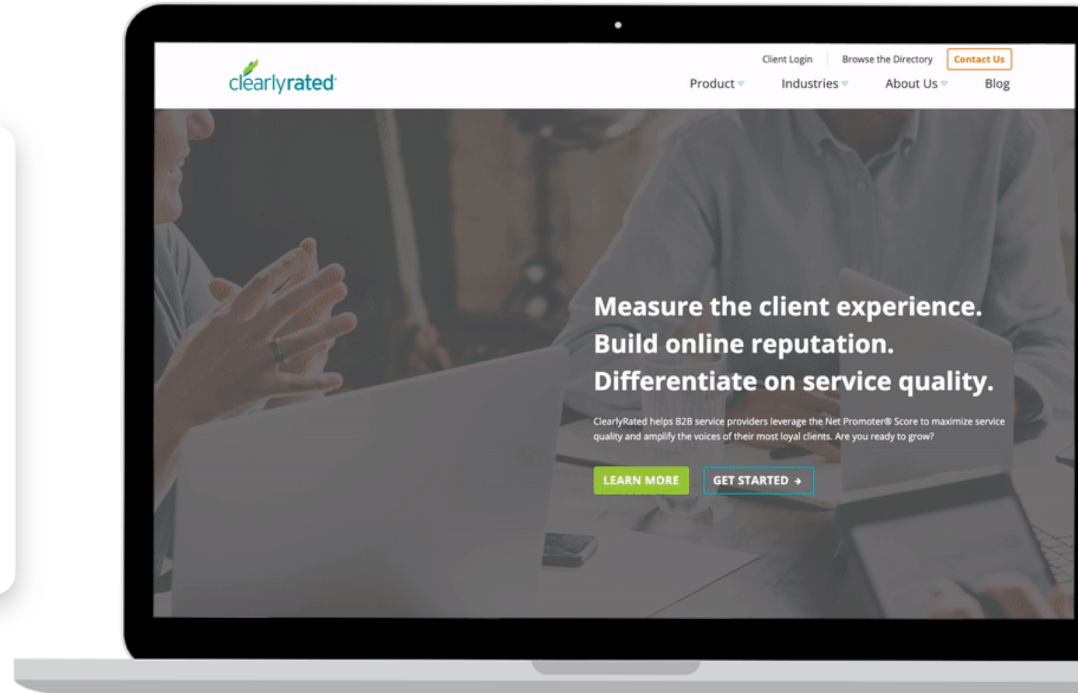 clearlyrated®
Client Login
Browse the Directory
Contact Us
Product
Industries
About Us
Blog
Measure the client experience.
Build online reputation.
Differentiate on service quality.
ClearlyRated helps B2B service providers leverage the Net Promoter® Score to maximize service
quality and amplify the voices of their most loyal clients. Are you ready to grow?
LEARN MORE
GET STARTED →